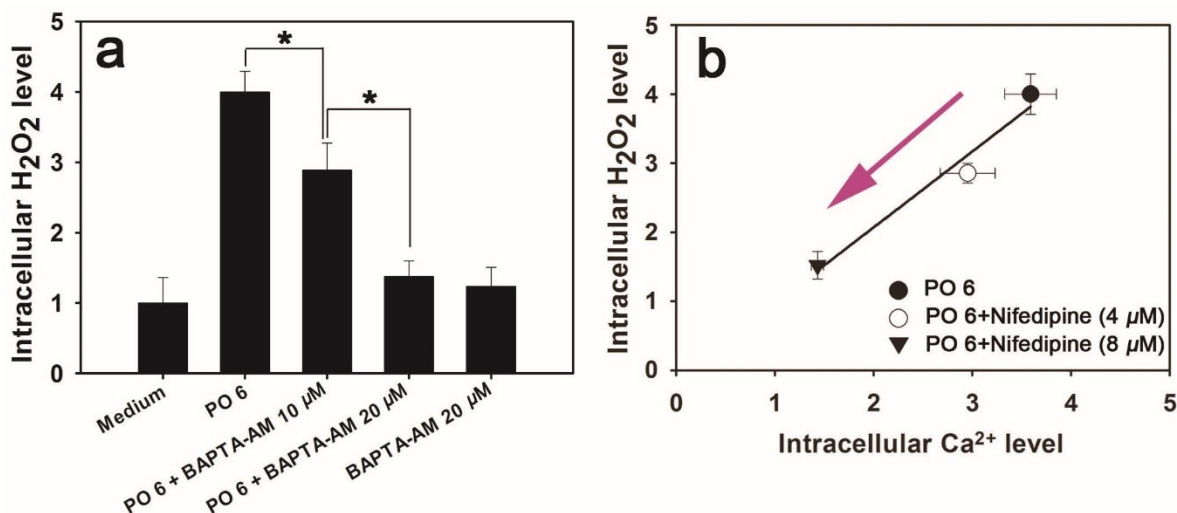 a
Intracellular H₂O₂ level
5
4
3
2
1
0
*
*
Medium
PO 6
PO 6 + BAPTA-AM 10 µM
PO 6 + BAPTA-AM 20 µM
BAPTA-AM 20 µM
b
Intracellular H₂O₂ level
5
4
3
2
1
0
PO 6
PO 6+Nifedipine (4 µM)
PO 6+Nifedipine (8 µM)
0 1 2 3 4 5
Intracellular Ca²⁺ level